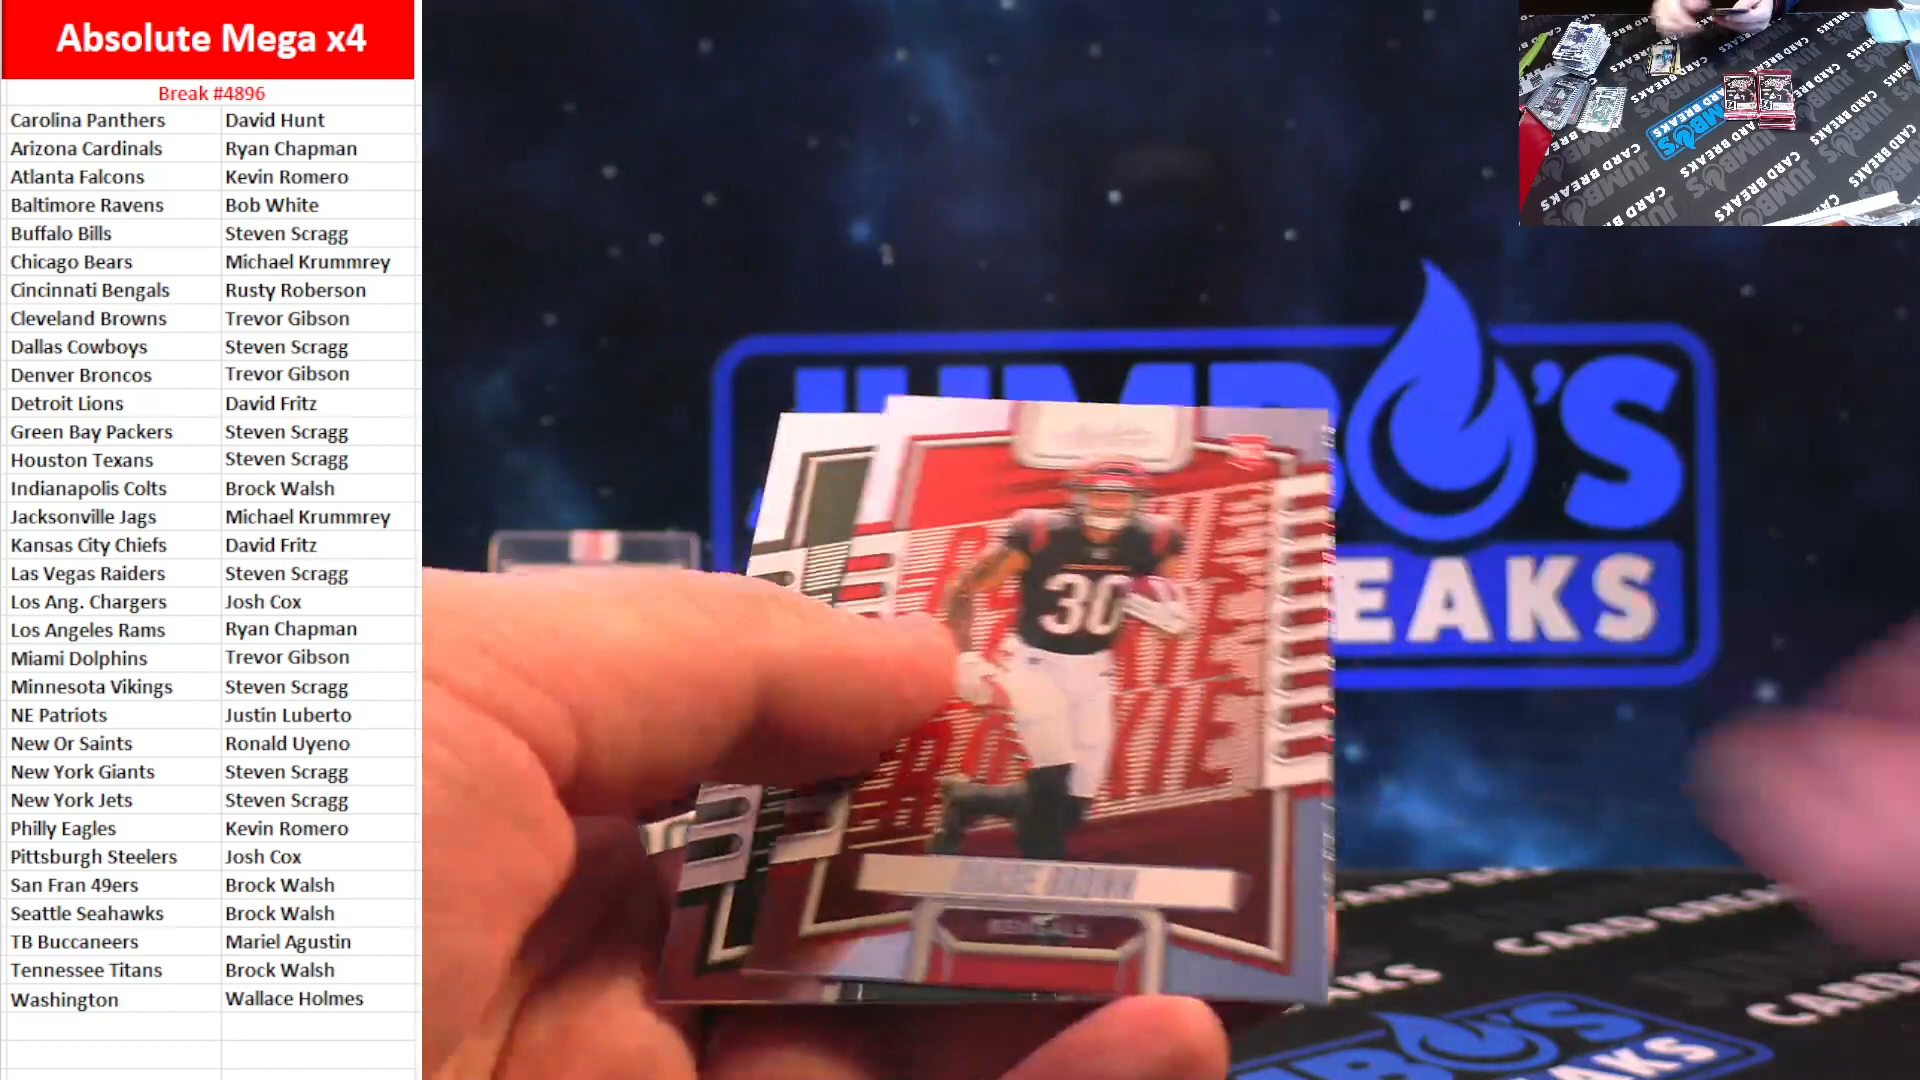 Absolute Mega x4
Break #4896
Carolina Panthers David Hunt
Arizona Cardinals Ryan Chapman
Atlanta Falcons Kevin Romero
Baltimore Ravens Bob White
Buffalo Bills Steven Scragg
Chicago Bears Michael Krummrey
Cincinnati Bengals Rusty Roberson
Cleveland Browns Trevor Gibson
Dallas Cowboys Steven Scragg
Denver Broncos Trevor Gibson
Detroit Lions David Fritz
Green Bay Packers Steven Scragg
Houston Texans Steven Scragg
Indianapolis Colts Brock Walsh
Jacksonville Jags Michael Krummrey
Kansas City Chiefs David Fritz
Las Vegas Raiders Steven Scragg
Los Ang. Chargers Josh Cox
Los Angeles Rams Ryan Chapman
Miami Dolphins Trevor Gibson
Minnesota Vikings Steven Scragg
NE Patriots Justin Luberto
New Or Saints Ronald Uyeno
New York Giants Steven Scragg
New York Jets Steven Scragg
Philly Eagles Kevin Romero
Pittsburgh Steelers Josh Cox
San Fran 49ers Brock Walsh
Seattle Seahawks Brock Walsh
TB Buccaneers Mariel Agustin
Tennessee Titans Brock Walsh
Washington Wallace Holmes
JUMBO'S
EAKS
30
CHASE BROWN
BENGALS
CARD BREAKS